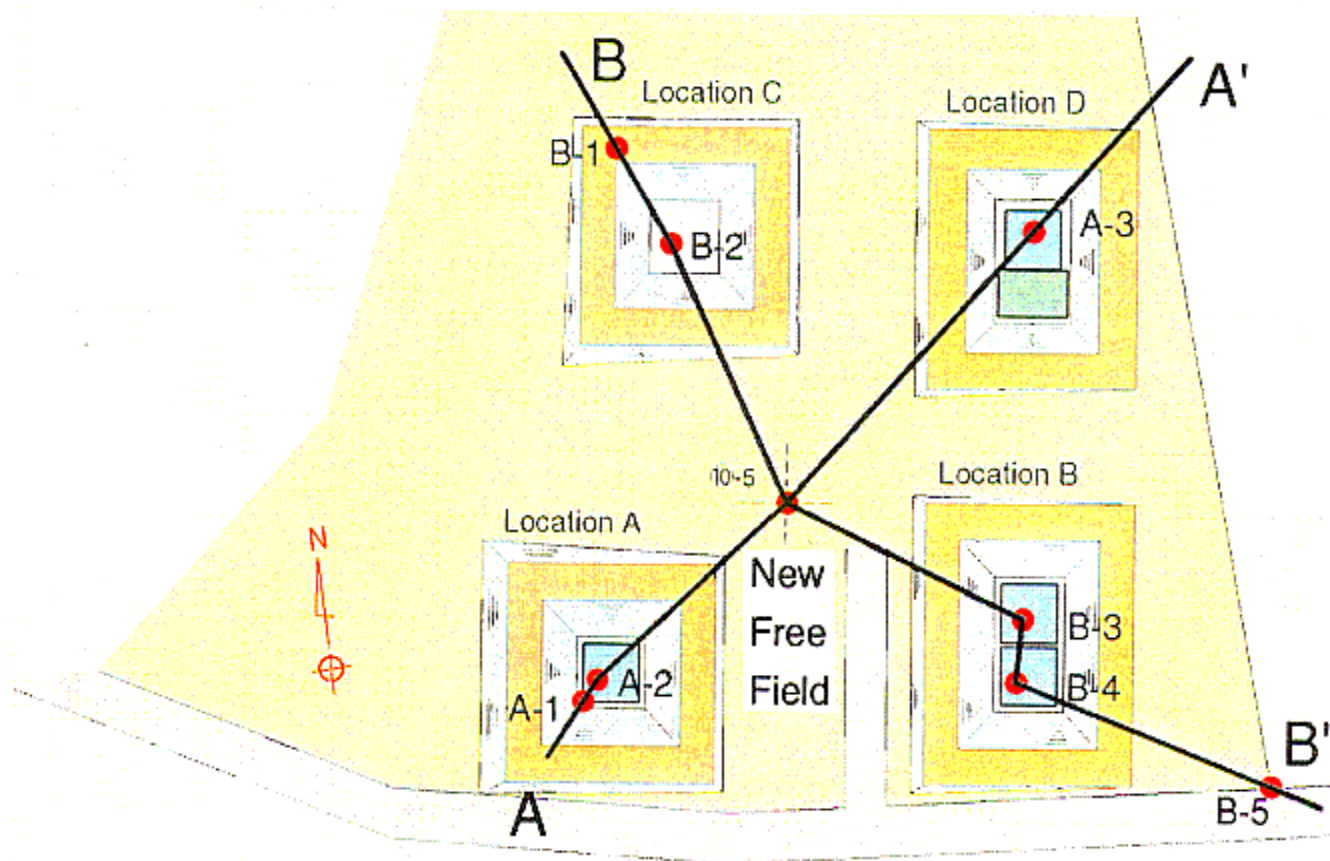 B
A'
Location C
Location D
B-1
A-3
B-2
10-5
Location B
Location A
N
New
Free
Field
B-3
A-2
B-4
A-1
B'
A
B-5